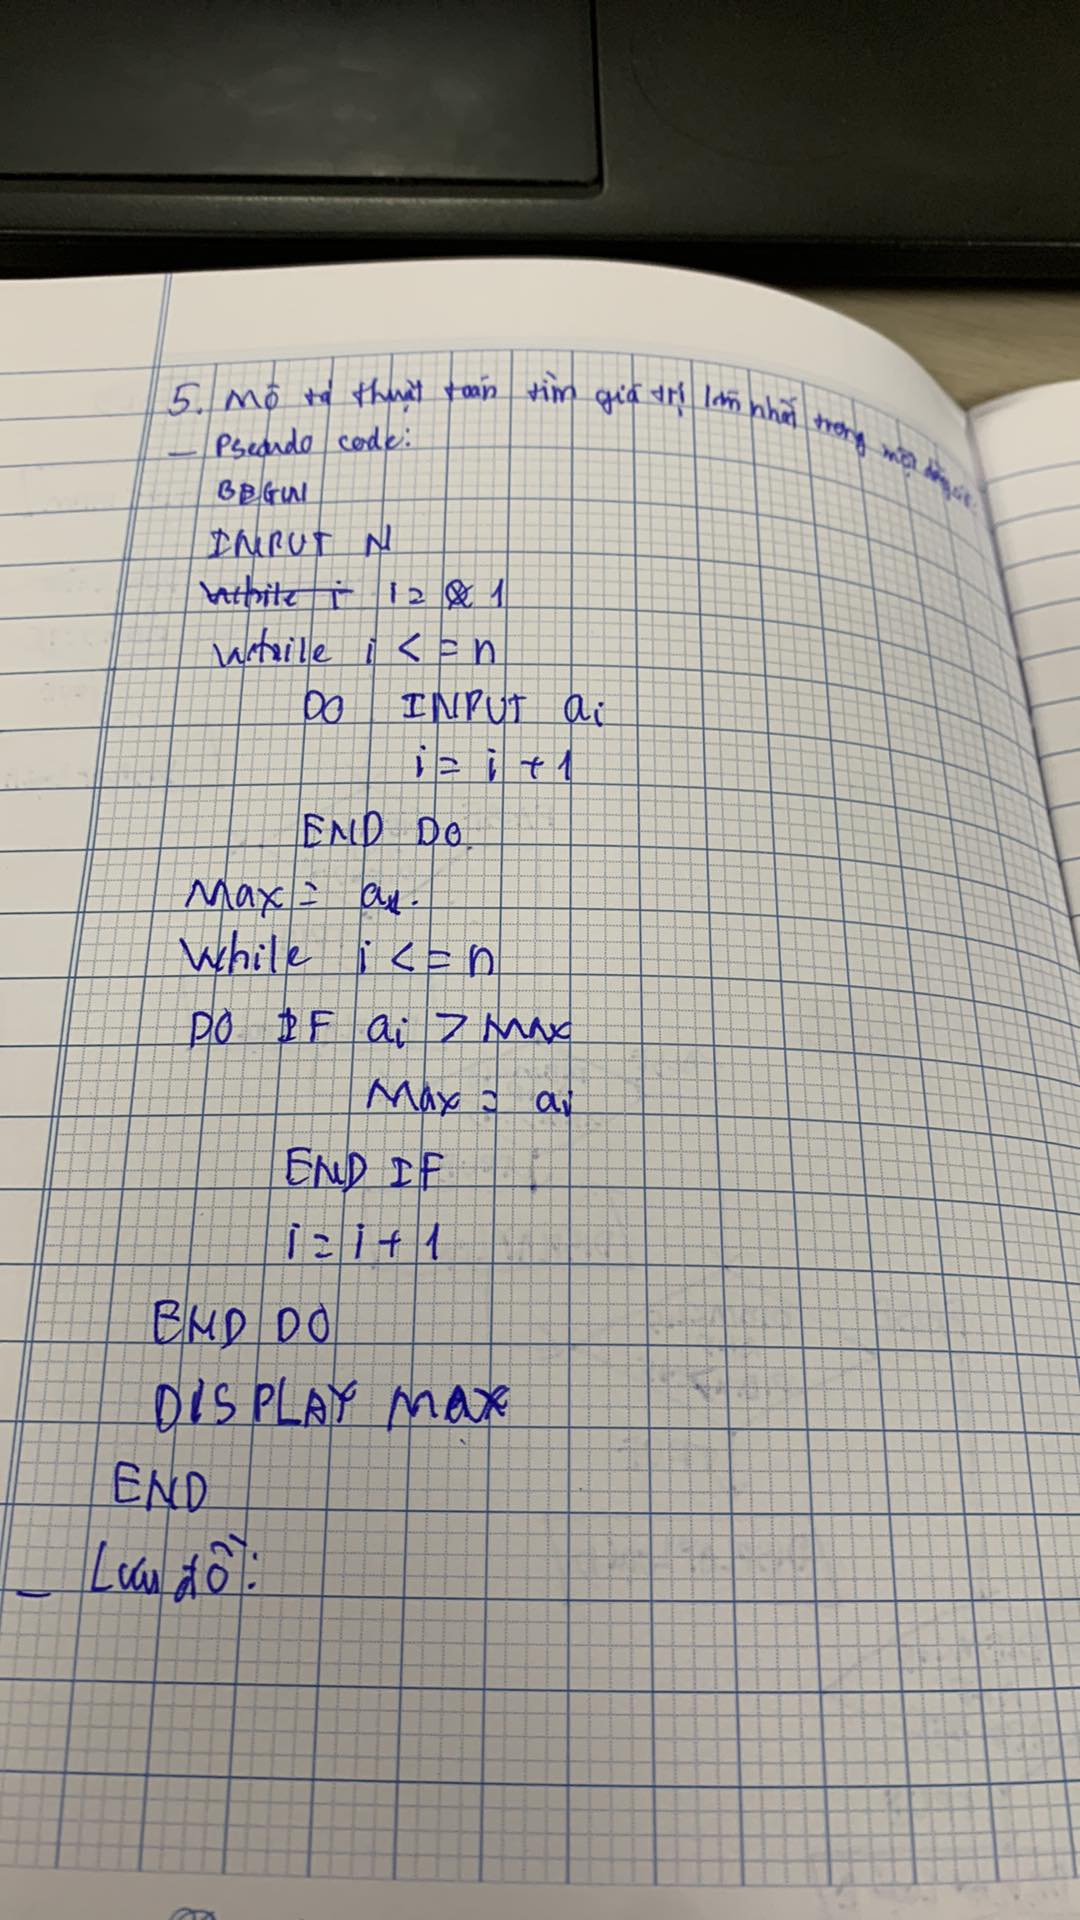 5. Mô tả thuật toán tìm giá trị lớn nhất trong một dãy số.
– Pseudo code:
BEGIN
INPUT N
While i i = 1
While i <= n
DO INPUT ai
i = i + 1
END DO
Max = a1.
While i <= n
DO IF ai > Max
Max = ai
END IF
i = i + 1
END DO
DISPLAY Max
END
– Lưu đồ: